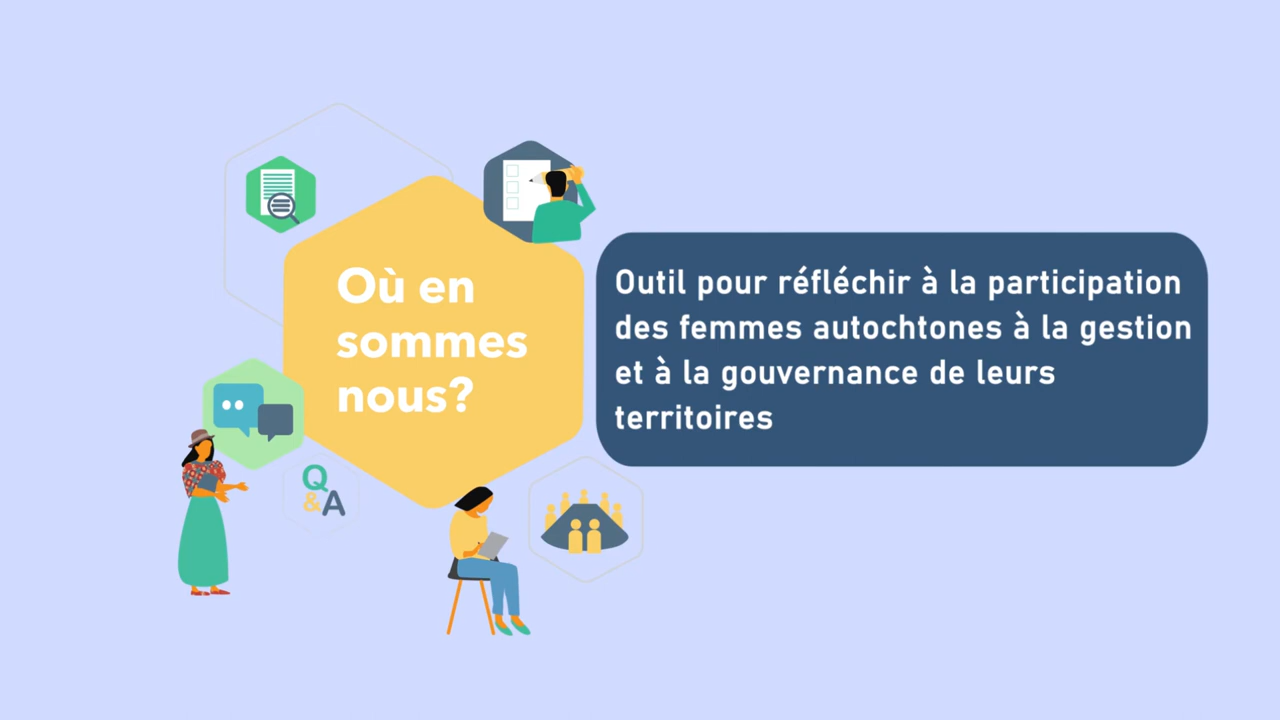 Où en
sommes
nous?
Outil pour réfléchir à la participation
des femmes autochtones à la gestion
et à la gouvernance de leurs
territoires
Q
&A